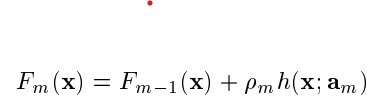 F_m(𝐱) = F_{m−1}(𝐱) + ρ_m h(𝐱; 𝐚_m)